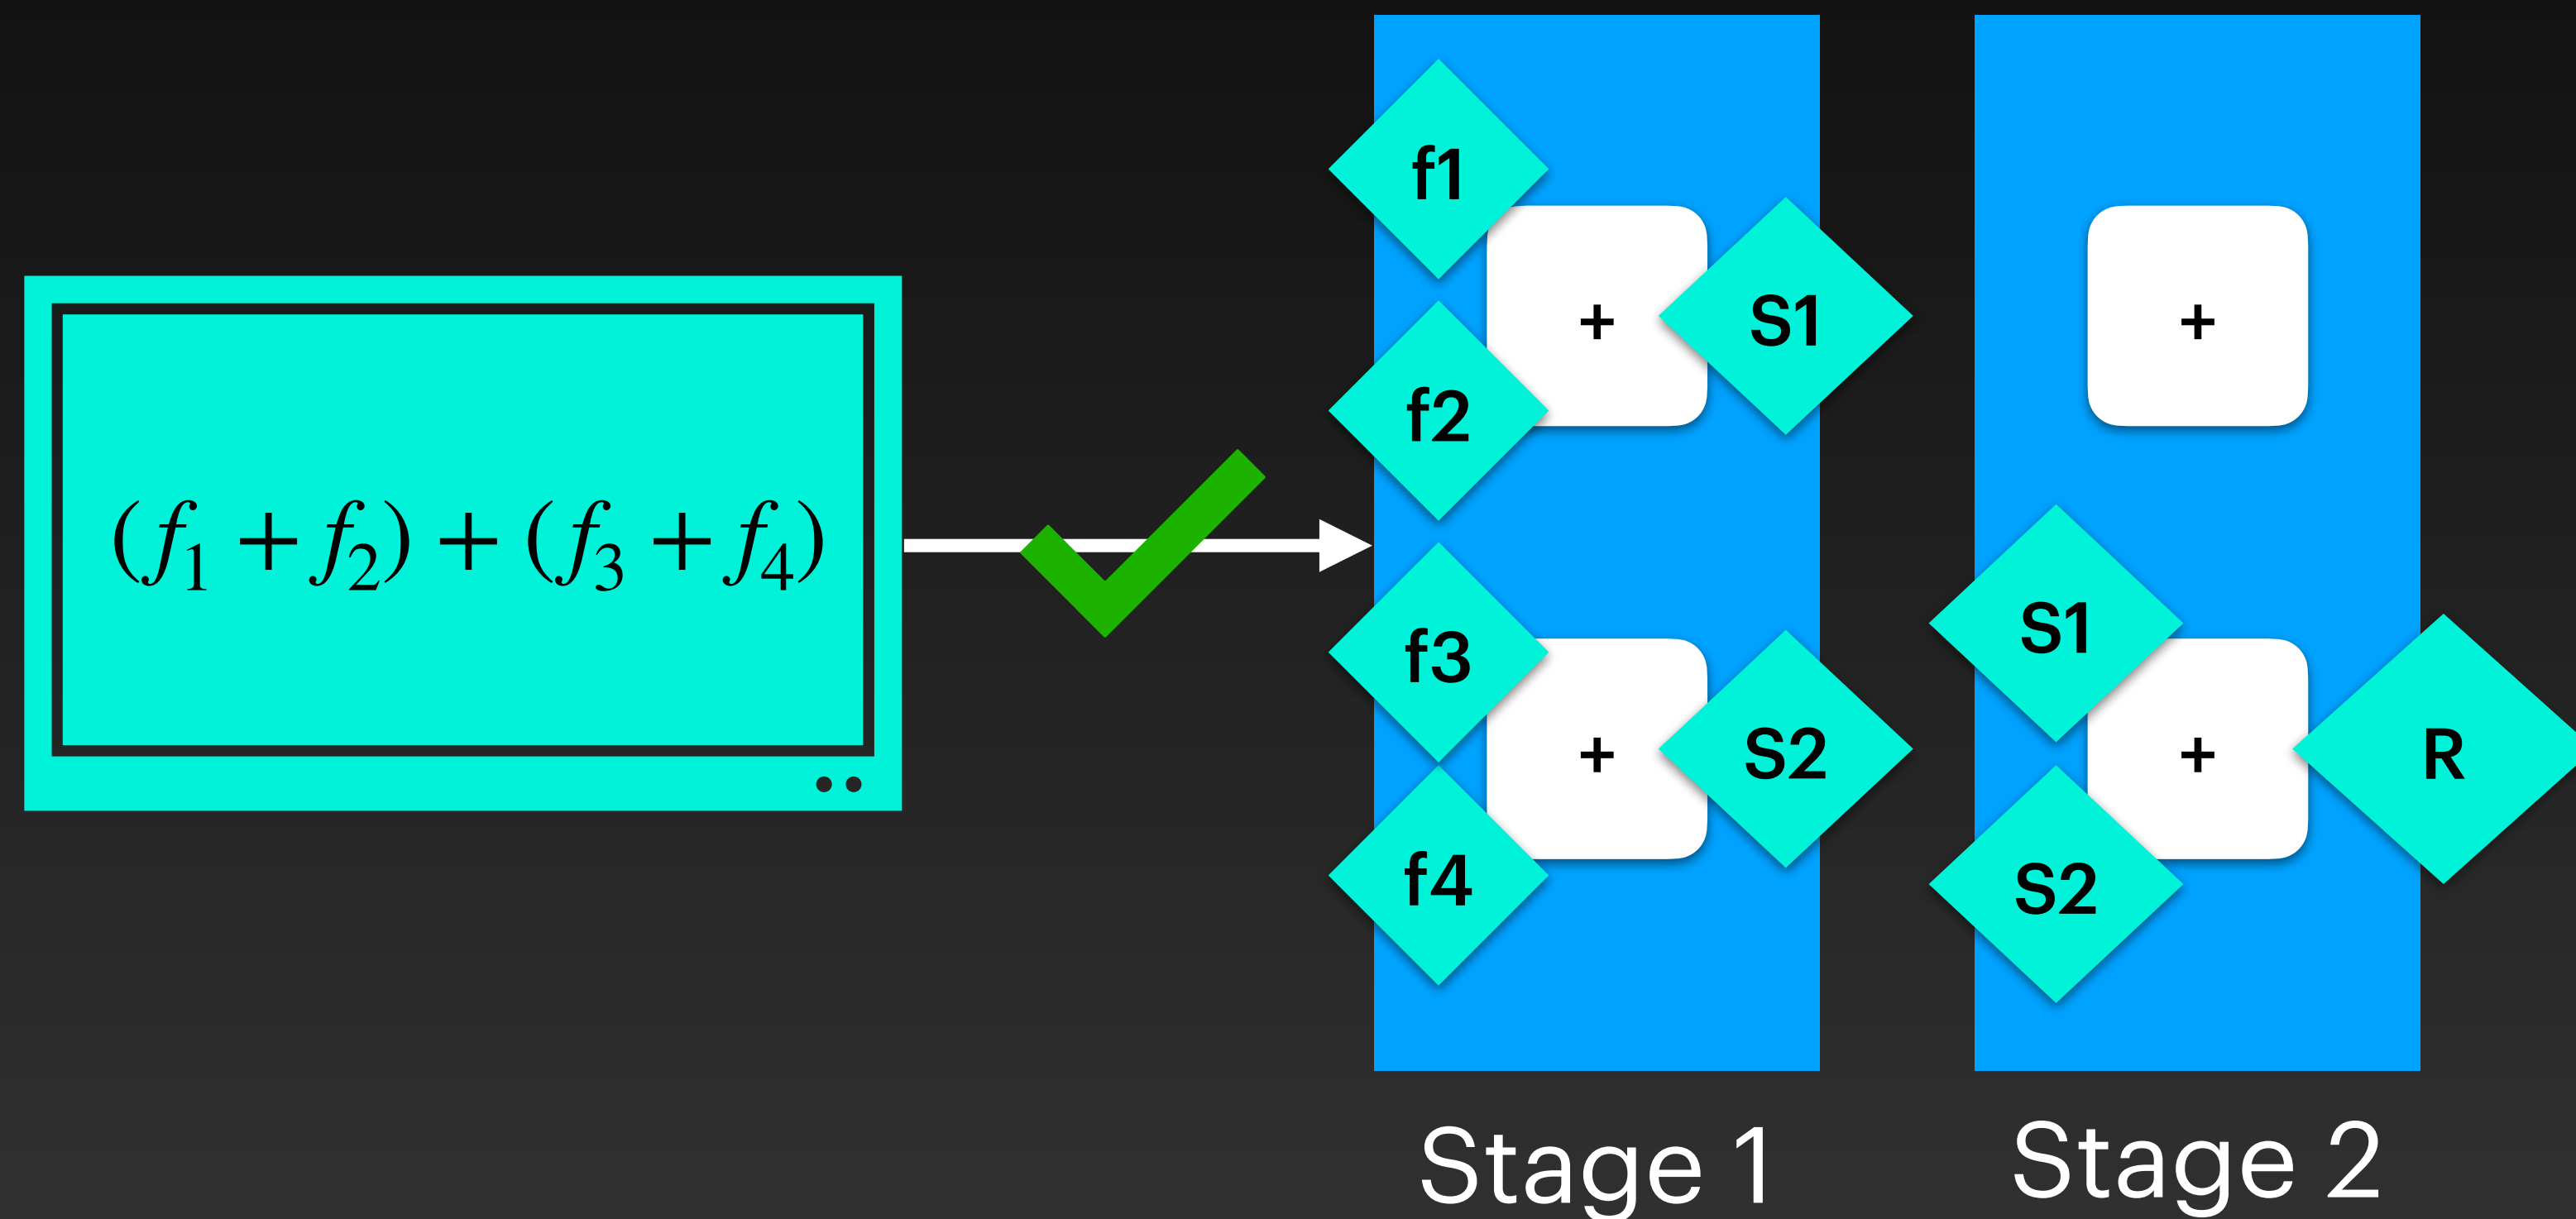 (f₁ + f₂) + (f₃ + f₄)
f1
f2
f3
f4
+
+
S1
S2
Stage 1
+
S1
S2
+
R
Stage 2